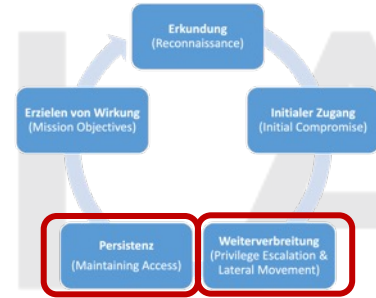 Erkundung
(Reconnaissance)
Initialer Zugang
(Initial Compromise)
Weiterverbreitung
(Privilege Escalation &
Lateral Movement)
Persistenz
(Maintaining Access)
Erzielen von Wirkung
(Mission Objectives)